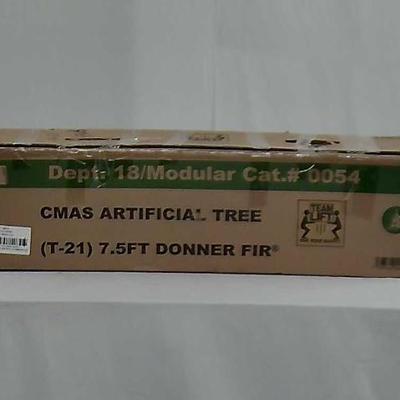 Dept. 18/Modular Cat.# 0054
CMAS ARTIFICIAL TREE
TEAM
LIFT
(T-21) 7.5FT DONNER FIR®